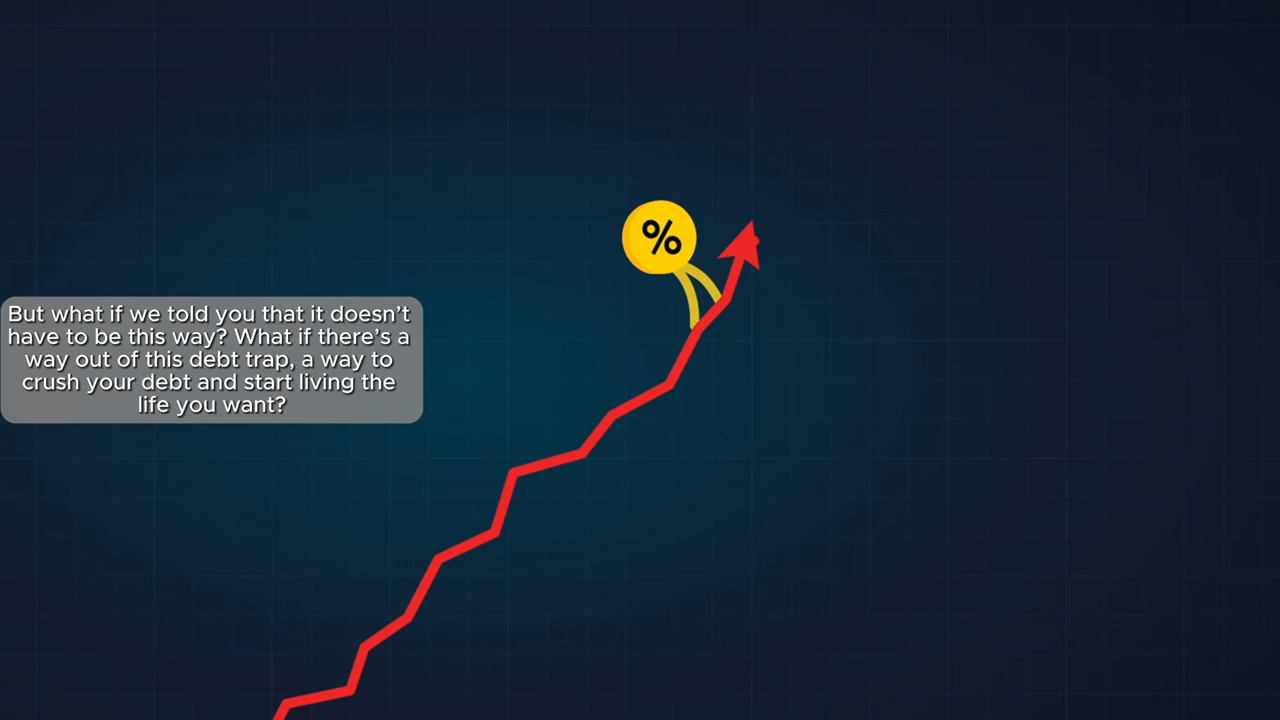 But what if we told you that it doesn’t
have to be this way? What if there’s a
way out of this debt trap, a way to
crush your debt and start living the
life you want?
%